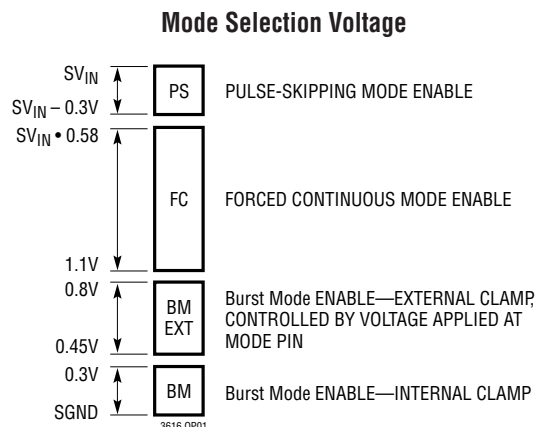 Mode Selection Voltage
SVIN
SVIN – 0.3V
PS
PULSE-SKIPPING MODE ENABLE
SVIN • 0.58
1.1V
FC
FORCED CONTINUOUS MODE ENABLE
0.8V
0.45V
BM
EXT
Burst Mode ENABLE—EXTERNAL CLAMP,
CONTROLLED BY VOLTAGE APPLIED AT
MODE PIN
0.3V
SGND
BM
Burst Mode ENABLE—INTERNAL CLAMP
3616 OP01